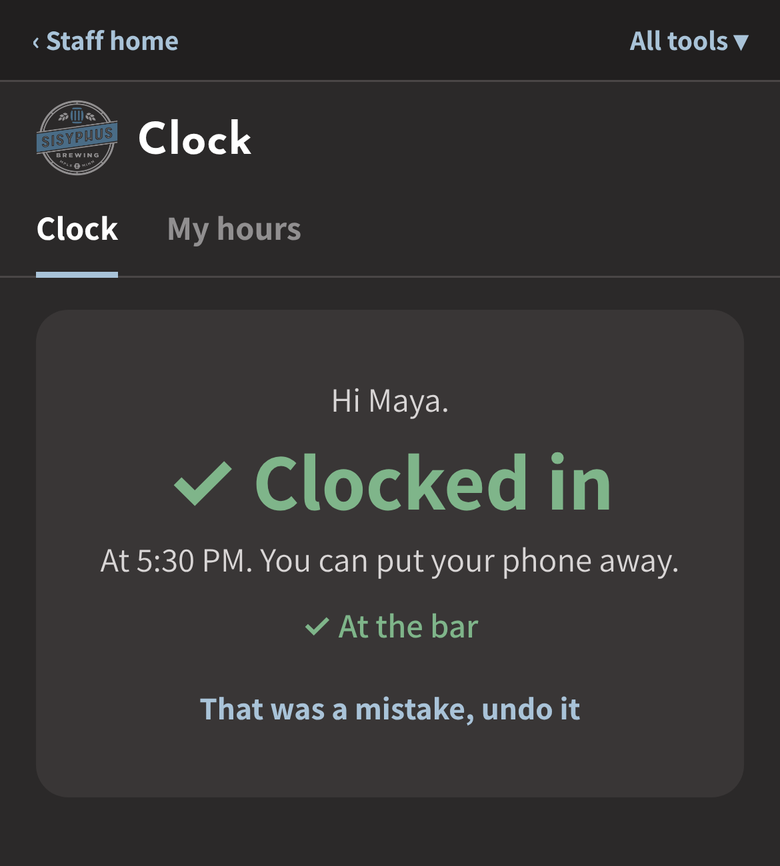 ‹ Staff home
All tools ▼
SISYPHUS
BREWING
Clock
Clock
My hours
Hi Maya.
✓ Clocked in
At 5:30 PM. You can put your phone away.
✓ At the bar
That was a mistake, undo it